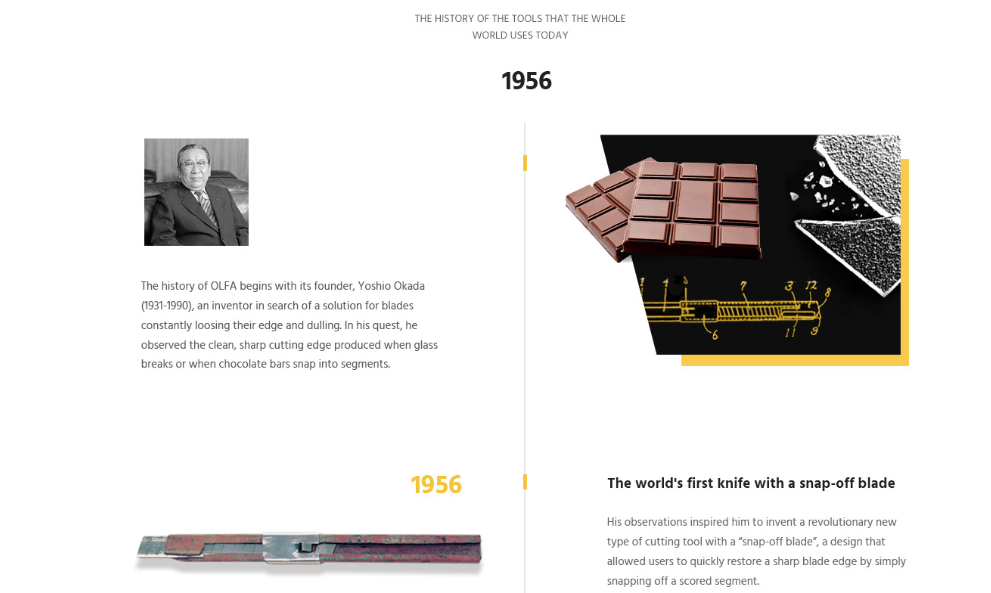 THE HISTORY OF THE TOOLS THAT THE WHOLE
WORLD USES TODAY
1956
The history of OLFA begins with its founder, Yoshio Okada
(1931-1990), an inventor in search of a solution for blades
constantly loosing their edge and dulling. In his quest, he
observed the clean, sharp cutting edge produced when glass
breaks or when chocolate bars snap into segments.
7 3 12 8
6 11 9
1956
The world's first knife with a snap-off blade
His observations inspired him to invent a revolutionary new
type of cutting tool with a “snap-off blade”, a design that
allowed users to quickly restore a sharp blade edge by simply
snapping off a scored segment.